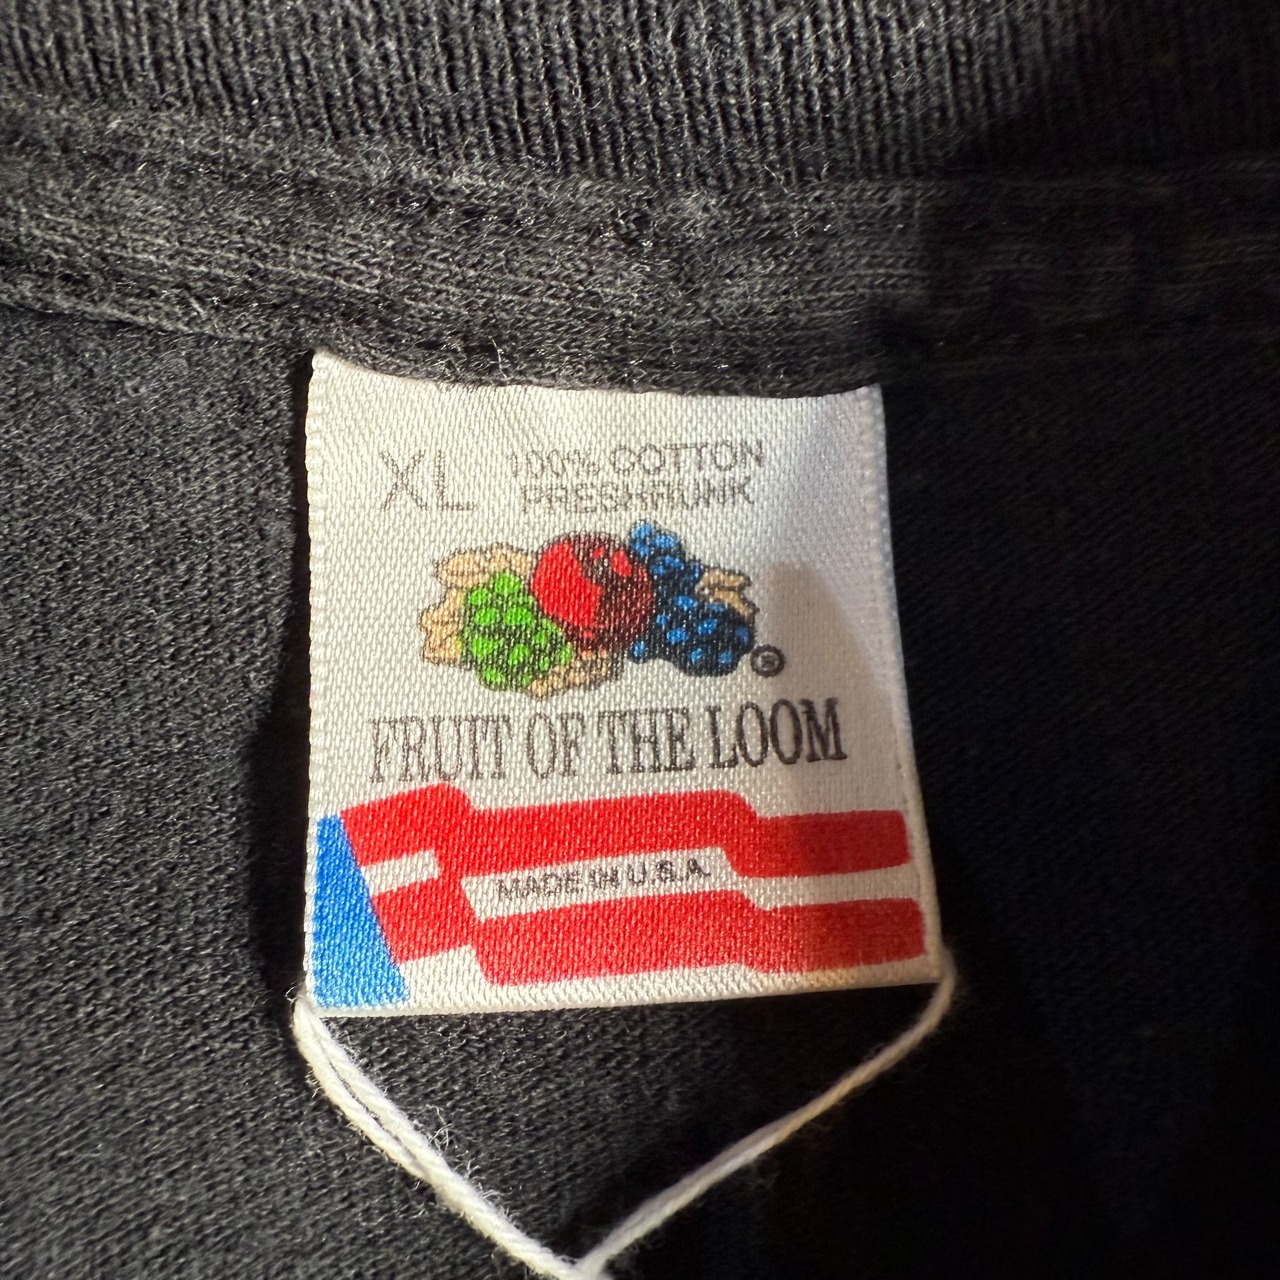 XL 100% COTTON
PRESHRUNK
®
FRUIT OF THE LOOM
MADE IN U.S.A.